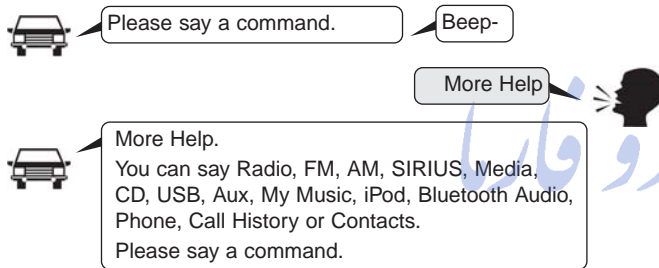 Please say a command.
Beep-
More Help
More Help.
You can say Radio, FM, AM, SIRIUS, Media,
CD, USB, Aux, My Music, iPod, Bluetooth Audio,
Phone, Call History or Contacts.
Please say a command.